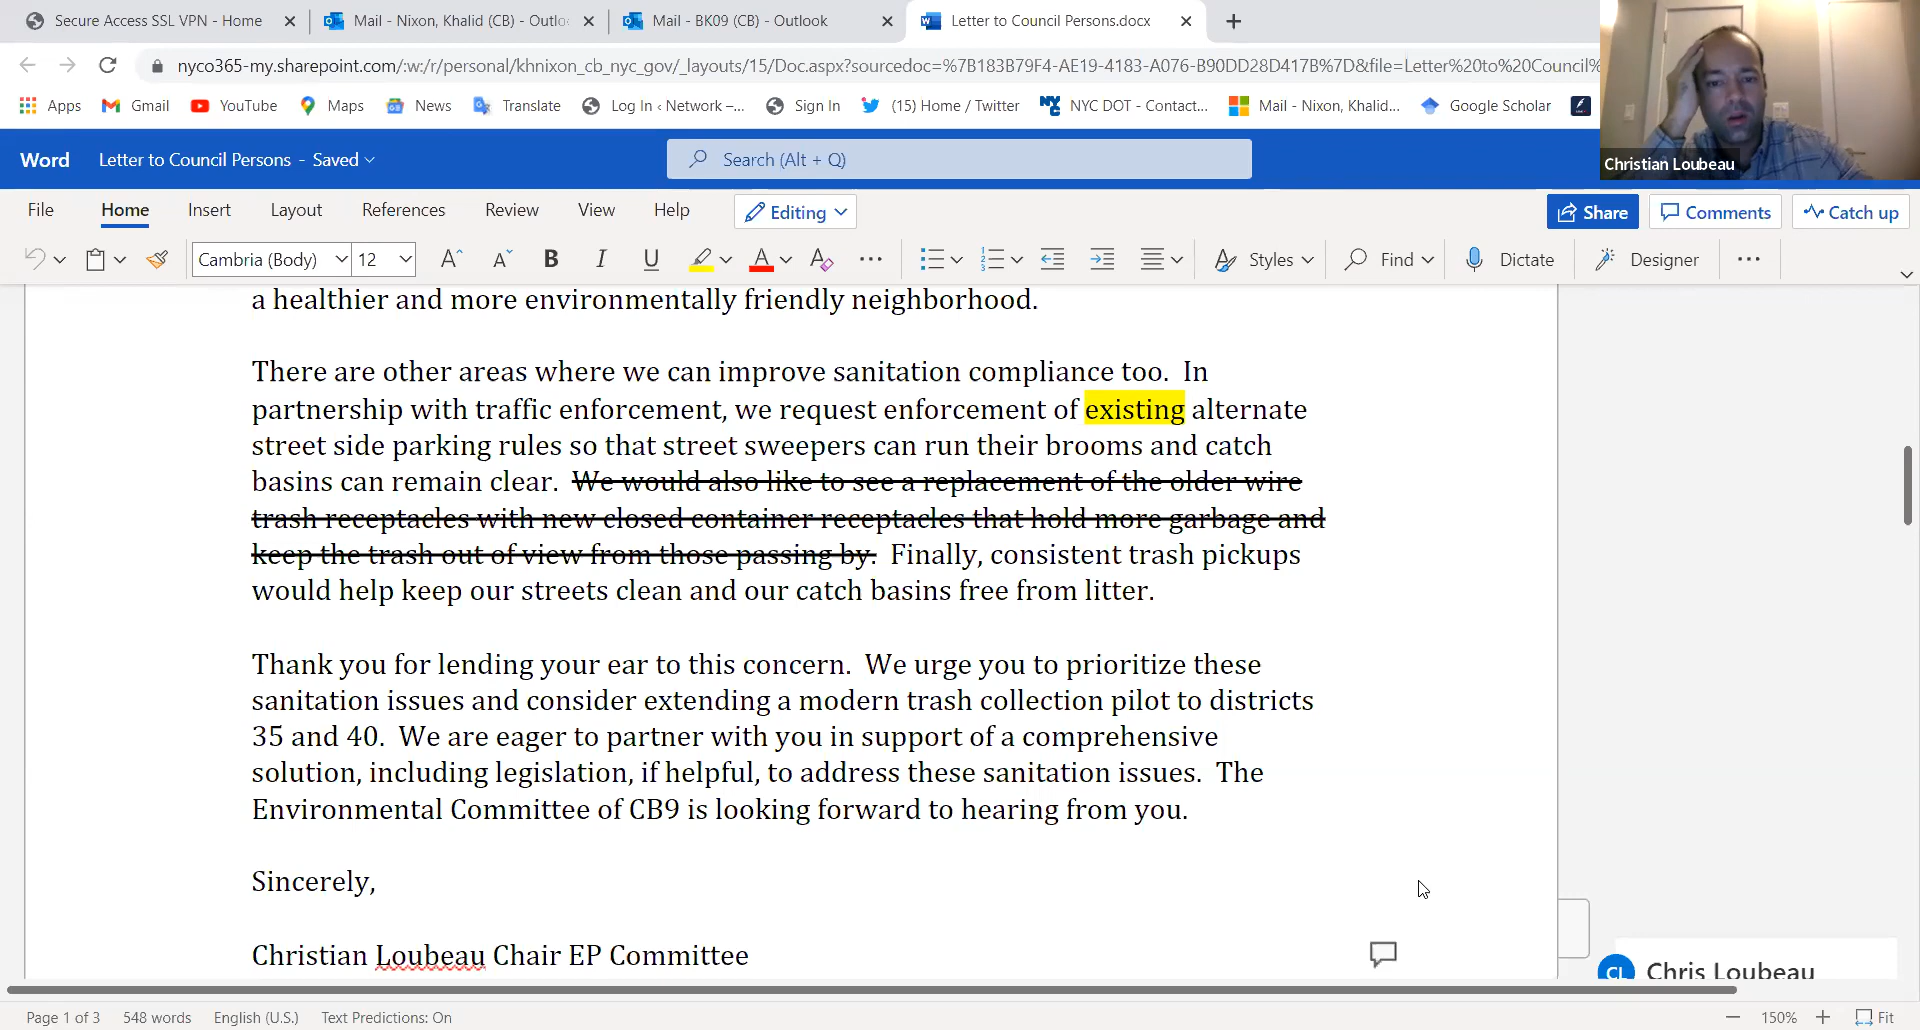 Secure Access SSL VPN - Home
Mail - Nixon, Khalid (CB) - Outlo
Mail - BK09 (CB) - Outlook
Letter to Council Persons.docx
nyco365-my.sharepoint.com/:w:/r/personal/khnixon_cb_nyc_gov/_layouts/15/Doc.aspx?sourcedoc=%7B183B79F4-AE19-4183-A076-B90DD28D417B%7D&file=Letter%20to%20Council%
Apps Gmail YouTube Maps News Translate Log In ‹ Network –... Sign In (15) Home / Twitter NYC DOT - Contact... Mail - Nixon, Khalid... Google Scholar
Christian Loubeau
Word Letter to Council Persons - Saved Search (Alt + Q)
File Home Insert Layout References Review View Help Editing Share Comments Catch up
Cambria (Body) 12 A A B I U A A Styles Find Dictate Designer
a healthier and more environmentally friendly neighborhood.
There are other areas where we can improve sanitation compliance too. In
partnership with traffic enforcement, we request enforcement of existing alternate
street side parking rules so that street sweepers can run their brooms and catch
basins can remain clear. We would also like to see a replacement of the older wire
trash receptacles with new closed container receptacles that hold more garbage and
keep the trash out of view from those passing by. Finally, consistent trash pickups
would help keep our streets clean and our catch basins free from litter.
Thank you for lending your ear to this concern. We urge you to prioritize these
sanitation issues and consider extending a modern trash collection pilot to districts
35 and 40. We are eager to partner with you in support of a comprehensive
solution, including legislation, if helpful, to address these sanitation issues. The
Environmental Committee of CB9 is looking forward to hearing from you.
Sincerely,
Christian Loubeau Chair EP Committee
CL Chris Loubeau
Page 1 of 3 548 words English (U.S.) Text Predictions: On 150% Fit